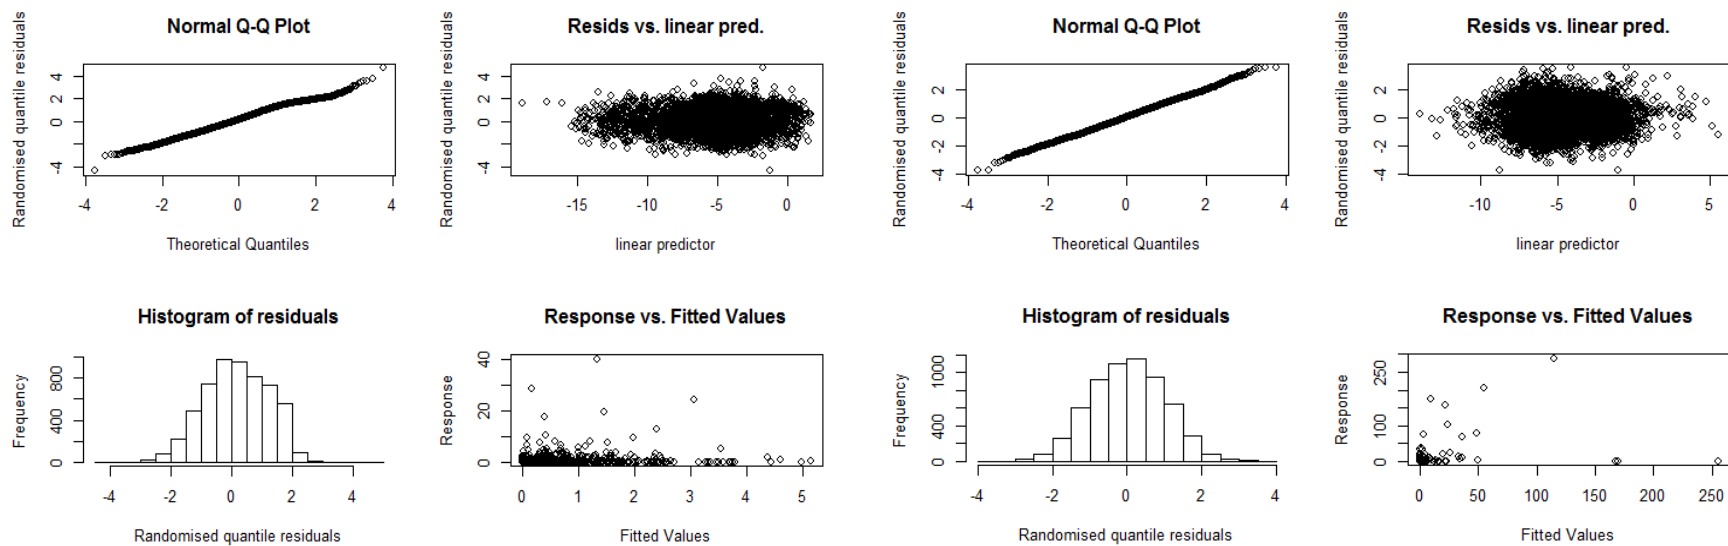 Normal Q-Q Plot
Randomised quantile residuals
4
2
0
-4
-4 -2 0 2 4
Theoretical Quantiles
Resids vs. linear pred.
Randomised quantile residuals
4
2
0
-4
-15 -10 -5 0
linear predictor
Normal Q-Q Plot
Randomised quantile residuals
2
0
-2
-4
-4 -2 0 2 4
Theoretical Quantiles
Resids vs. linear pred.
Randomised quantile residuals
2
0
-2
-4
-10 -5 0 5
linear predictor
Histogram of residuals
Frequency
800
400
0
-4 -2 0 2 4
Randomised quantile residuals
Response vs. Fitted Values
Response
40
20
0
0 1 2 3 4 5
Fitted Values
Histogram of residuals
Frequency
1000
400
0
-4 -2 0 2 4
Randomised quantile residuals
Response vs. Fitted Values
Response
250
100
0
0 50 100 150 200 250
Fitted Values